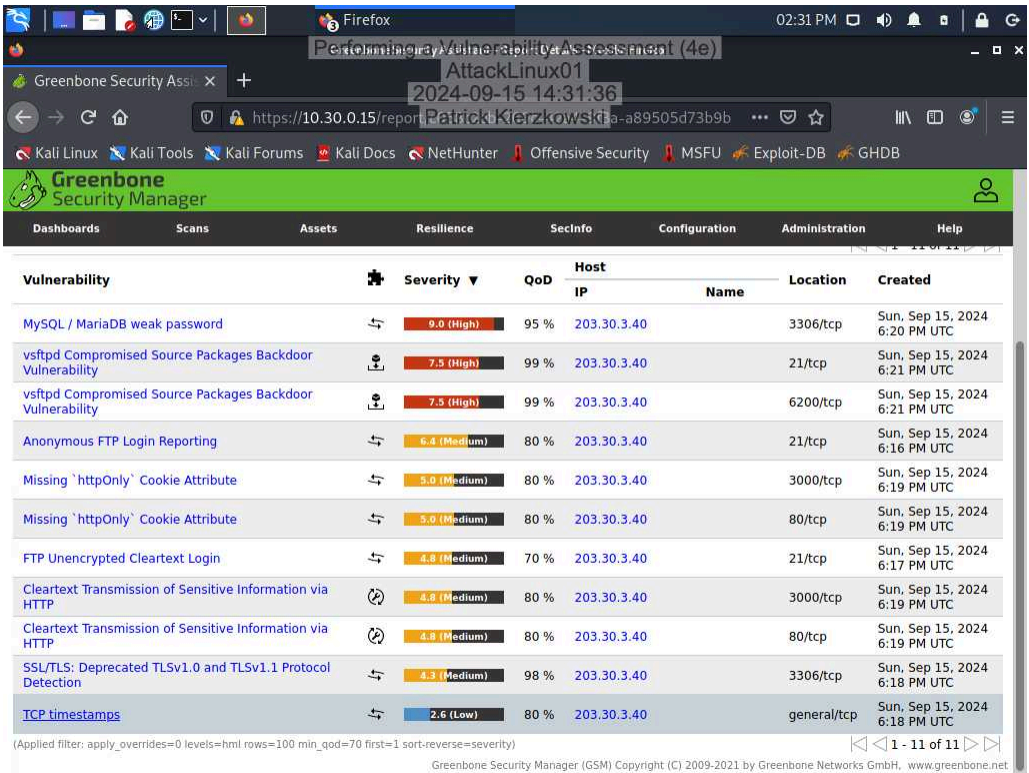 Firefox
02:31 PM
Performing a Vulnerability Assessment (4e)
AttackLinux01
2024-09-15 14:31:36
Patrick Kierzkowski
Greenbone Security Assis
https://10.30.0.15/report
a-a89505d73b9b
Kali Linux Kali Tools Kali Forums Kali Docs NetHunter Offensive Security MSFU Exploit-DB GHDB
Greenbone
Security Manager
Dashboards Scans Assets Resilience SecInfo Configuration Administration Help
1 - 11 of 11
Vulnerability Severity ▼ QoD Host Location Created
IP Name
MySQL / MariaDB weak password 9.0 (High) 95 % 203.30.3.40 3306/tcp Sun, Sep 15, 2024
6:20 PM UTC
vsftpd Compromised Source Packages Backdoor
Vulnerability 7.5 (High) 99 % 203.30.3.40 21/tcp Sun, Sep 15, 2024
6:21 PM UTC
vsftpd Compromised Source Packages Backdoor
Vulnerability 7.5 (High) 99 % 203.30.3.40 6200/tcp Sun, Sep 15, 2024
6:21 PM UTC
Anonymous FTP Login Reporting 6.4 (Medium) 80 % 203.30.3.40 21/tcp Sun, Sep 15, 2024
6:16 PM UTC
Missing `httpOnly` Cookie Attribute 5.0 (Medium) 80 % 203.30.3.40 3000/tcp Sun, Sep 15, 2024
6:19 PM UTC
Missing `httpOnly` Cookie Attribute 5.0 (Medium) 80 % 203.30.3.40 80/tcp Sun, Sep 15, 2024
6:19 PM UTC
FTP Unencrypted Cleartext Login 4.8 (Medium) 70 % 203.30.3.40 21/tcp Sun, Sep 15, 2024
6:17 PM UTC
Cleartext Transmission of Sensitive Information via
HTTP 4.8 (Medium) 80 % 203.30.3.40 3000/tcp Sun, Sep 15, 2024
6:19 PM UTC
Cleartext Transmission of Sensitive Information via
HTTP 4.8 (Medium) 80 % 203.30.3.40 80/tcp Sun, Sep 15, 2024
6:19 PM UTC
SSL/TLS: Deprecated TLSv1.0 and TLSv1.1 Protocol
Detection 4.3 (Medium) 98 % 203.30.3.40 3306/tcp Sun, Sep 15, 2024
6:18 PM UTC
TCP timestamps 2.6 (Low) 80 % 203.30.3.40 general/tcp Sun, Sep 15, 2024
6:18 PM UTC
(Applied filter: apply_overrides=0 levels=hml rows=100 min_qod=70 first=1 sort-reverse=severity) 1 - 11 of 11
Greenbone Security Manager (GSM) Copyright (C) 2009-2021 by Greenbone Networks GmbH, www.greenbone.net